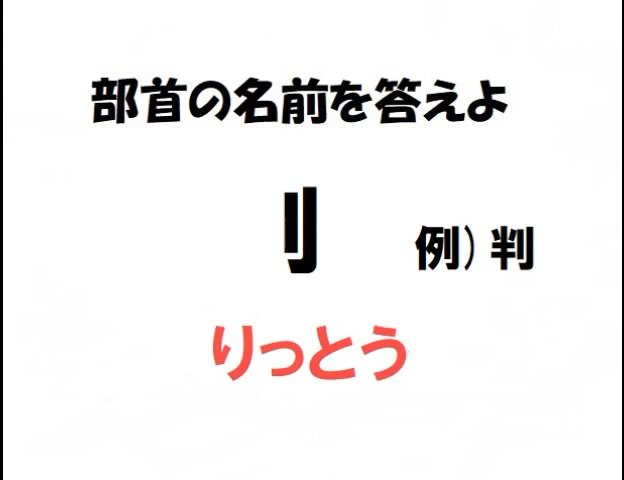 部首の名前を答えよ
刂 例）判
りっとう